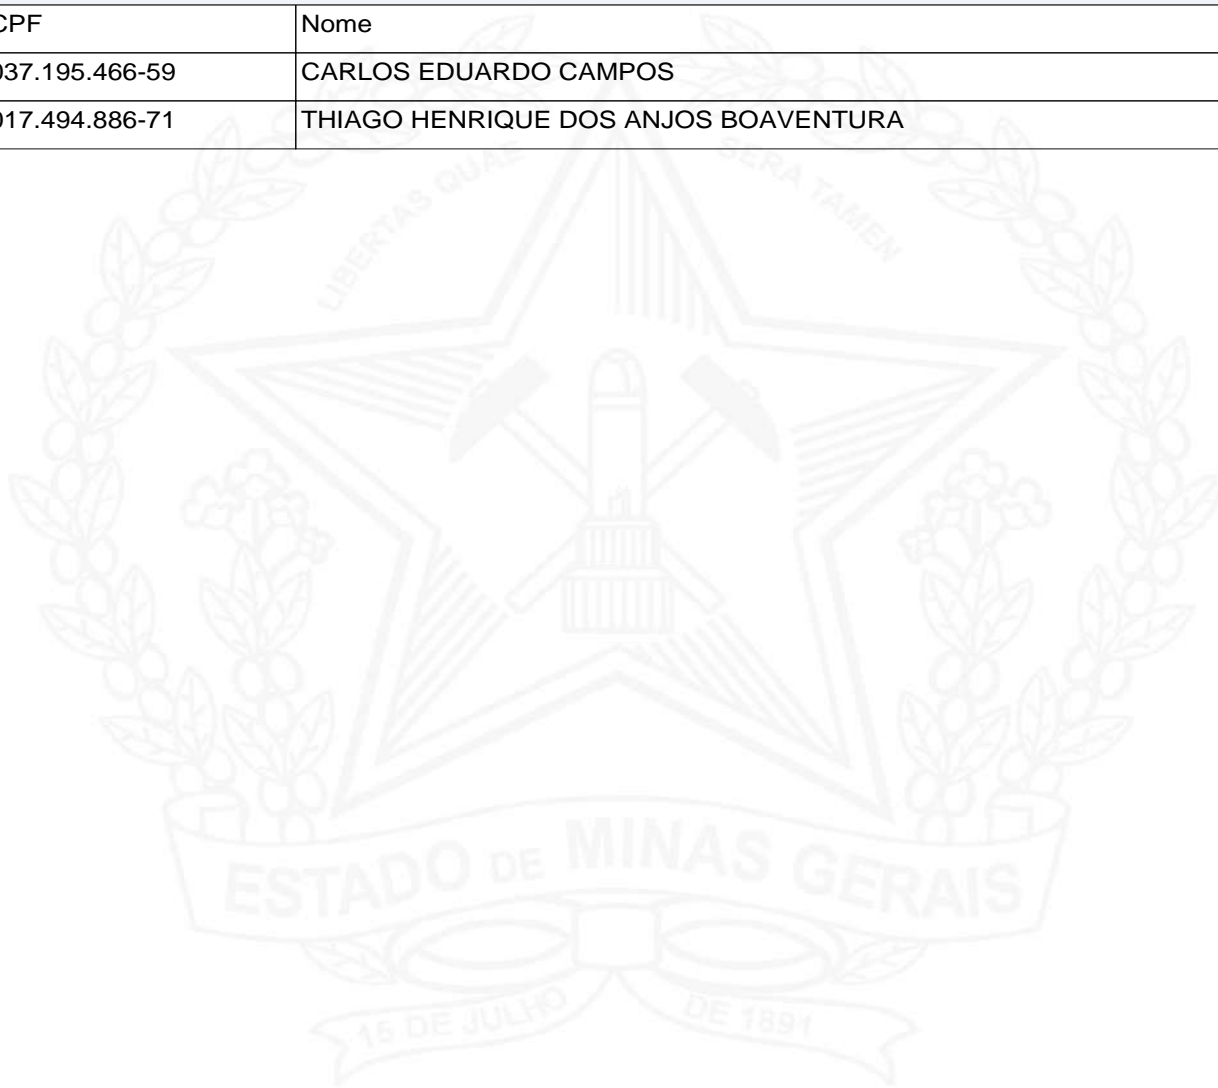 CPF Nome
037.195.466-59 CARLOS EDUARDO CAMPOS
017.494.886-71 THIAGO HENRIQUE DOS ANJOS BOAVENTURA
LIBERTAS QUAE SERA TAMEN
ESTADO DE MINAS GERAIS
15 DE JULHO DE 1891